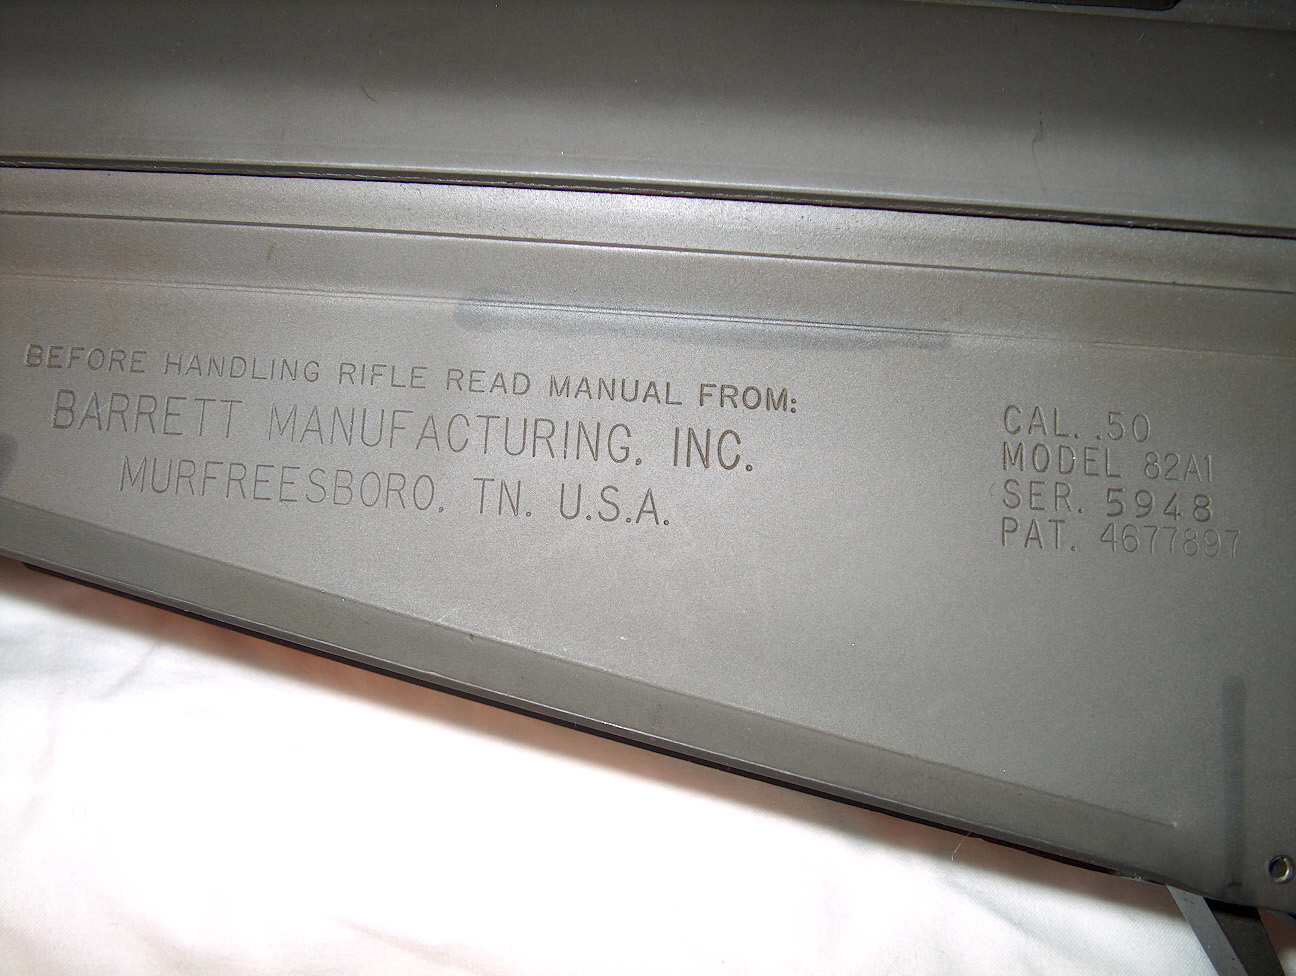 BEFORE HANDLING RIFLE READ MANUAL FROM:
BARRETT MANUFACTURING, INC.
MURFREESBORO, TN. U.S.A.
CAL. .50
MODEL 82A1
SER. 5948
PAT. 4677897